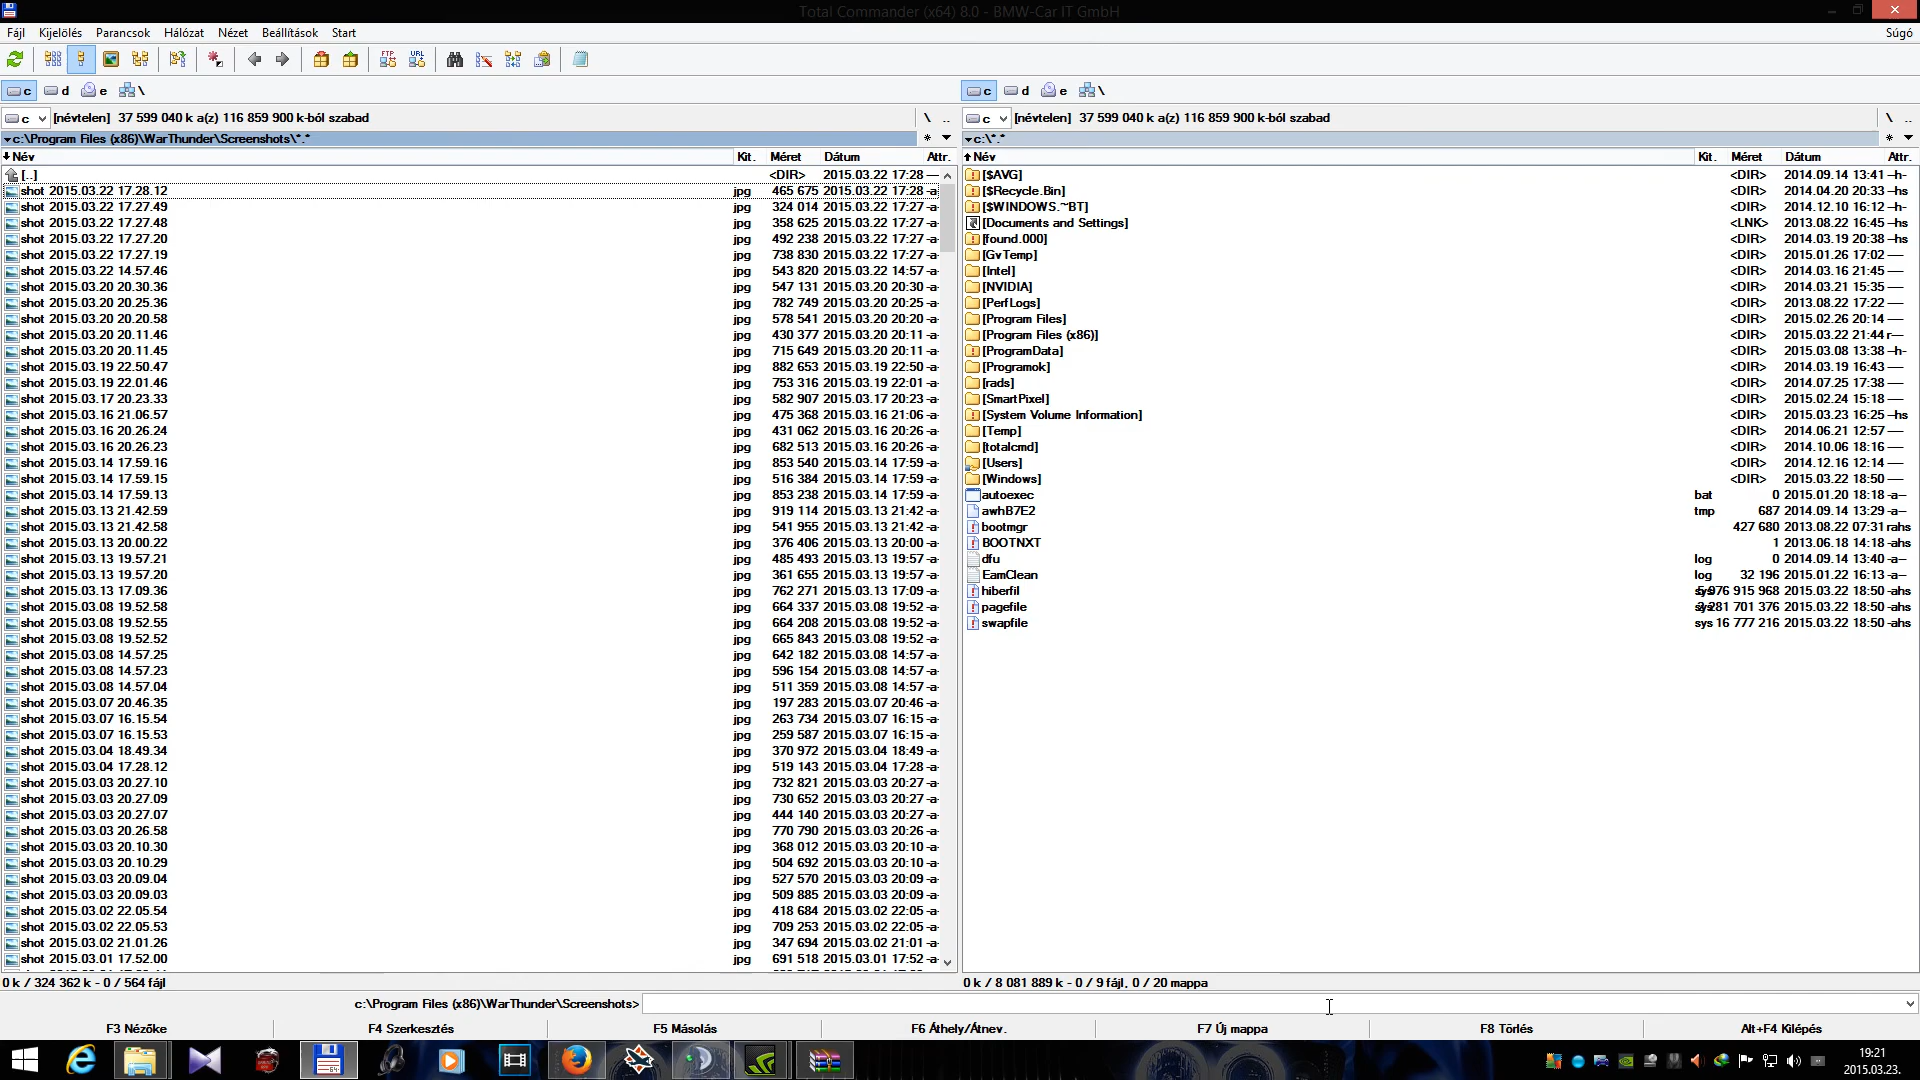 Total Commander (x64) 8.0 - BMW-Car IT GmbH
Fájl Kijelölés Parancsok Hálózat Nézet Beállítások Start Súgó
FTP URL
c d e \
c d e \
c [névtelen] 37 599 040 k a(z) 116 859 900 k-ból szabad \ ..
c [névtelen] 37 599 040 k a(z) 116 859 900 k-ból szabad \ ..
c:\Program Files (x86)\WarThunder\Screenshots\*.* *
c:\*.* *
Név Kit. Méret Dátum Attr.
[..] <DIR> 2015.03.22 17:28 —
shot 2015.03.22 17.28.12 jpg 465 675 2015.03.22 17:28 -a-
shot 2015.03.22 17.27.49 jpg 324 014 2015.03.22 17:27 -a-
shot 2015.03.22 17.27.48 jpg 358 625 2015.03.22 17:27 -a-
shot 2015.03.22 17.27.20 jpg 492 238 2015.03.22 17:27 -a-
shot 2015.03.22 17.27.19 jpg 738 830 2015.03.22 17:27 -a-
shot 2015.03.22 14.57.46 jpg 543 820 2015.03.22 14:57 -a-
shot 2015.03.20 20.30.36 jpg 547 131 2015.03.20 20:30 -a-
shot 2015.03.20 20.25.36 jpg 782 749 2015.03.20 20:25 -a-
shot 2015.03.20 20.20.58 jpg 578 541 2015.03.20 20:20 -a-
shot 2015.03.20 20.11.46 jpg 430 377 2015.03.20 20:11 -a-
shot 2015.03.20 20.11.45 jpg 715 649 2015.03.20 20:11 -a-
shot 2015.03.19 22.50.47 jpg 882 653 2015.03.19 22:50 -a-
shot 2015.03.19 22.01.46 jpg 753 316 2015.03.19 22:01 -a-
shot 2015.03.17 20.23.33 jpg 582 907 2015.03.17 20:23 -a-
shot 2015.03.16 21.06.57 jpg 475 368 2015.03.16 21:06 -a-
shot 2015.03.16 20.26.24 jpg 431 062 2015.03.16 20:26 -a-
shot 2015.03.16 20.26.23 jpg 682 513 2015.03.16 20:26 -a-
shot 2015.03.14 17.59.16 jpg 853 540 2015.03.14 17:59 -a-
shot 2015.03.14 17.59.15 jpg 516 384 2015.03.14 17:59 -a-
shot 2015.03.14 17.59.13 jpg 853 238 2015.03.14 17:59 -a-
shot 2015.03.13 21.42.59 jpg 919 114 2015.03.13 21:42 -a-
shot 2015.03.13 21.42.58 jpg 541 955 2015.03.13 21:42 -a-
shot 2015.03.13 20.00.22 jpg 376 406 2015.03.13 20:00 -a-
shot 2015.03.13 19.57.21 jpg 485 493 2015.03.13 19:57 -a-
shot 2015.03.13 19.57.20 jpg 361 655 2015.03.13 19:57 -a-
shot 2015.03.13 17.09.36 jpg 762 271 2015.03.13 17:09 -a-
shot 2015.03.08 19.52.58 jpg 664 337 2015.03.08 19:52 -a-
shot 2015.03.08 19.52.55 jpg 664 208 2015.03.08 19:52 -a-
shot 2015.03.08 19.52.52 jpg 665 843 2015.03.08 19:52 -a-
shot 2015.03.08 14.57.25 jpg 642 182 2015.03.08 14:57 -a-
shot 2015.03.08 14.57.23 jpg 596 154 2015.03.08 14:57 -a-
shot 2015.03.08 14.57.04 jpg 511 359 2015.03.08 14:57 -a-
shot 2015.03.07 20.46.35 jpg 197 283 2015.03.07 20:46 -a-
shot 2015.03.07 16.15.54 jpg 263 734 2015.03.07 16:15 -a-
shot 2015.03.07 16.15.53 jpg 259 587 2015.03.07 16:15 -a-
shot 2015.03.04 18.49.34 jpg 370 972 2015.03.04 18:49 -a-
shot 2015.03.04 17.28.12 jpg 519 143 2015.03.04 17:28 -a-
shot 2015.03.03 20.27.10 jpg 732 821 2015.03.03 20:27 -a-
shot 2015.03.03 20.27.09 jpg 730 652 2015.03.03 20:27 -a-
shot 2015.03.03 20.27.07 jpg 444 140 2015.03.03 20:27 -a-
shot 2015.03.03 20.26.58 jpg 770 790 2015.03.03 20:26 -a-
shot 2015.03.03 20.10.30 jpg 368 012 2015.03.03 20:10 -a-
shot 2015.03.03 20.10.29 jpg 504 692 2015.03.03 20:10 -a-
shot 2015.03.03 20.09.04 jpg 527 570 2015.03.03 20:09 -a-
shot 2015.03.03 20.09.03 jpg 509 885 2015.03.03 20:09 -a-
shot 2015.03.02 22.05.54 jpg 418 684 2015.03.02 22:05 -a-
shot 2015.03.02 22.05.53 jpg 709 253 2015.03.02 22:05 -a-
shot 2015.03.02 21.01.26 jpg 347 694 2015.03.02 21:01 -a-
shot 2015.03.01 17.52.00 jpg 691 518 2015.03.01 17:52 -a-
0 k / 324 362 k - 0 / 564 fájl
Név Kit. Méret Dátum Attr.
[$AVG] <DIR> 2014.09.14 13:41 —h-
[$Recycle.Bin] <DIR> 2014.04.20 20:33 —hs
[$WINDOWS.~BT] <DIR> 2014.12.10 16:12 —h-
[Documents and Settings] <LNK> 2013.08.22 16:45 —hs
[found.000] <DIR> 2014.03.19 20:38 —hs
[GvTemp] <DIR> 2015.01.26 17:02 —
[Intel] <DIR> 2014.03.16 21:45 —
[NVIDIA] <DIR> 2014.03.21 15:35 —
[PerfLogs] <DIR> 2013.08.22 17:22 —
[Program Files] <DIR> 2015.02.26 20:14 —
[Program Files (x86)] <DIR> 2015.03.22 21:44 r—
[ProgramData] <DIR> 2015.03.08 13:38 —h-
[Programok] <DIR> 2014.03.19 16:43 —
[rads] <DIR> 2014.07.25 17:38 —
[SmartPixel] <DIR> 2015.02.24 15:18 —
[System Volume Information] <DIR> 2015.03.23 16:25 —hs
[Temp] <DIR> 2014.06.21 12:57 —
[totalcmd] <DIR> 2014.10.06 18:16 —
[Users] <DIR> 2014.12.16 12:14 —
[Windows] <DIR> 2015.03.22 18:50 —
autoexec bat 0 2015.01.20 18:18 -a--
awhB7E2 tmp 687 2014.09.14 13:29 -a--
bootmgr 427 680 2013.08.22 07:31 rahs
BOOTNXT 1 2013.06.18 14:18 -ahs
dfu log 0 2014.09.14 13:40 -a--
EamClean log 32 196 2015.01.22 16:13 -a--
hiberfil 976 915 968 2015.03.22 18:50 -ahs
pagefile 281 701 376 2015.03.22 18:50 -ahs
swapfile sys 16 777 216 2015.03.22 18:50 -ahs
0 k / 8 081 889 k - 0 / 9 fájl, 0 / 20 mappa
c:\Program Files (x86)\WarThunder\Screenshots>
F3 Nézőke F4 Szerkesztés F5 Másolás F6 Áthely/Átnev. F7 Új mappa F8 Törlés Alt+F4 Kilépés
19:21
2015.03.23.